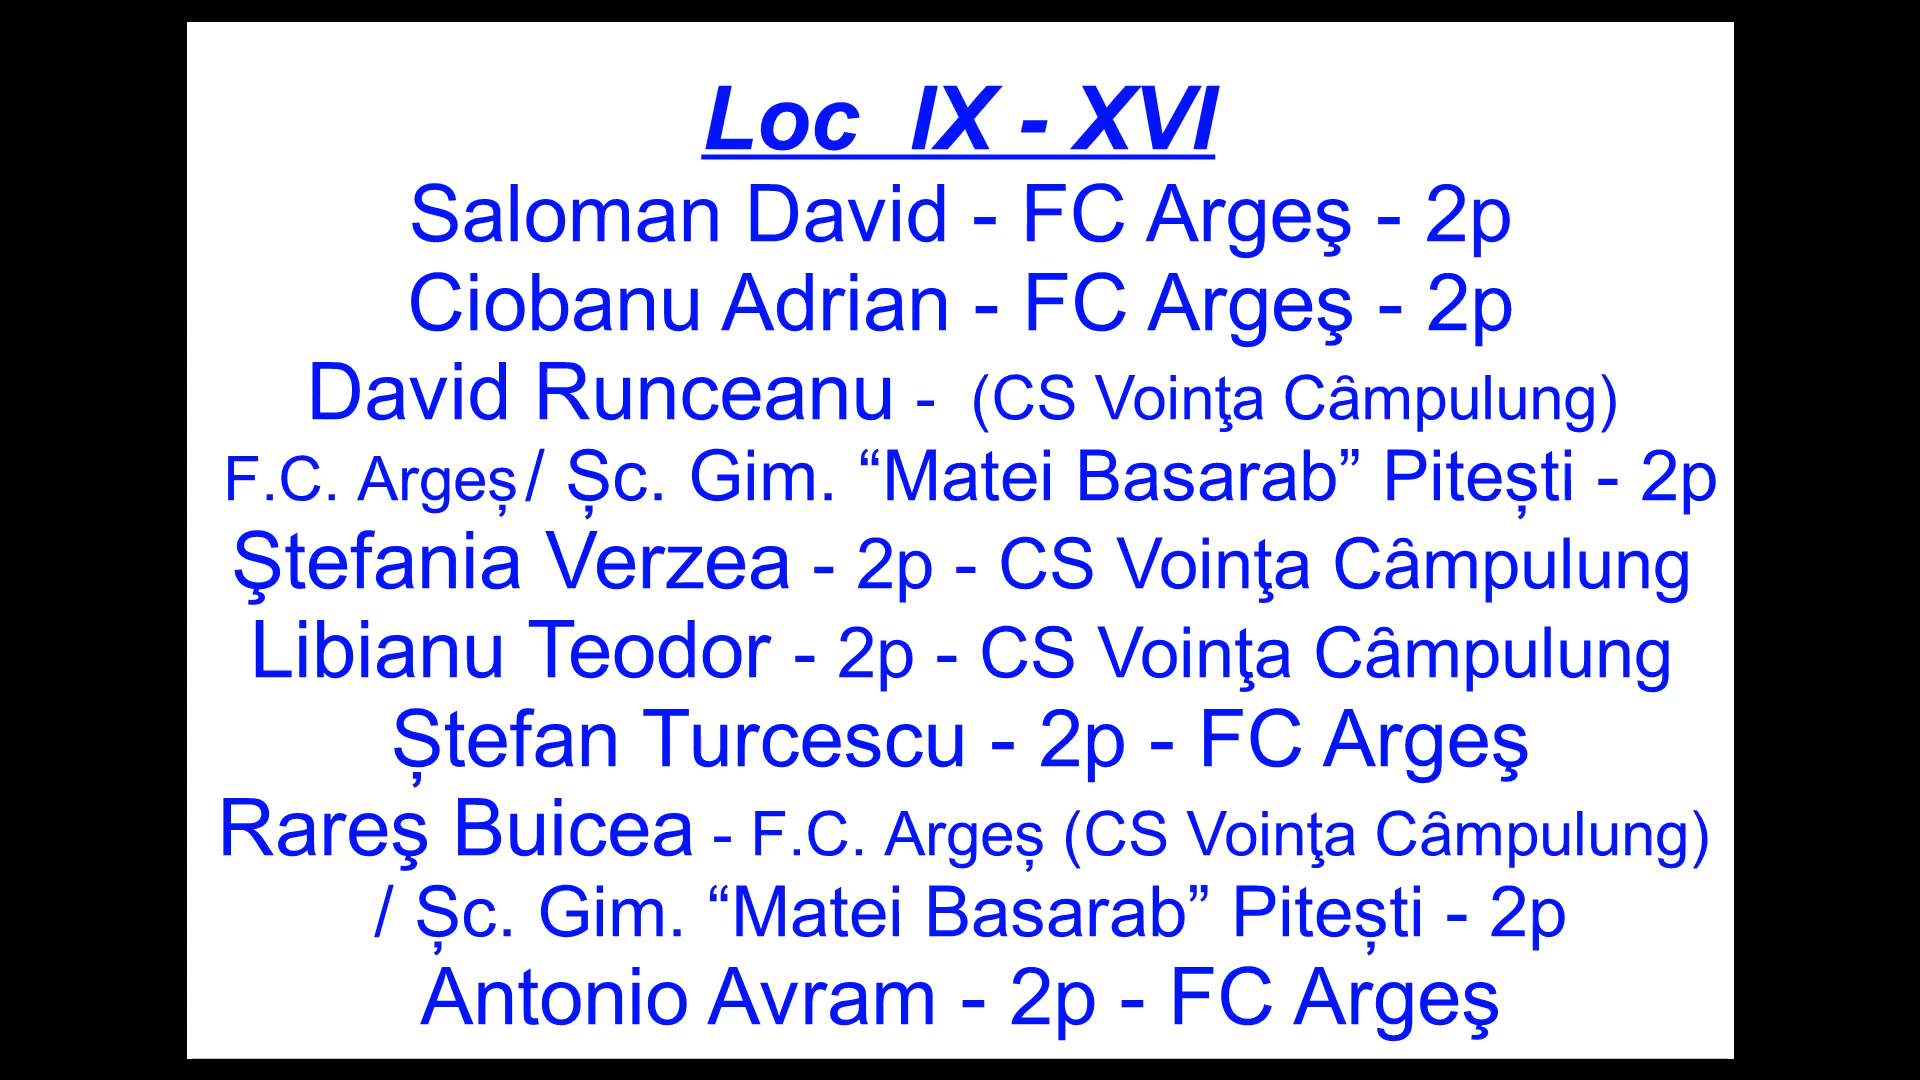 Loc IX - XVI
Saloman David - FC Argeş - 2p
Ciobanu Adrian - FC Argeş - 2p
David Runceanu - (CS Voinţa Câmpulung)
F.C. Argeș / Șc. Gim. “Matei Basarab” Pitești - 2p
Ştefania Verzea - 2p - CS Voinţa Câmpulung
Libianu Teodor - 2p - CS Voinţa Câmpulung
Ștefan Turcescu - 2p - FC Argeş
Rareş Buicea - F.C. Argeș (CS Voinţa Câmpulung)
/ Șc. Gim. “Matei Basarab” Pitești - 2p
Antonio Avram - 2p - FC Argeş